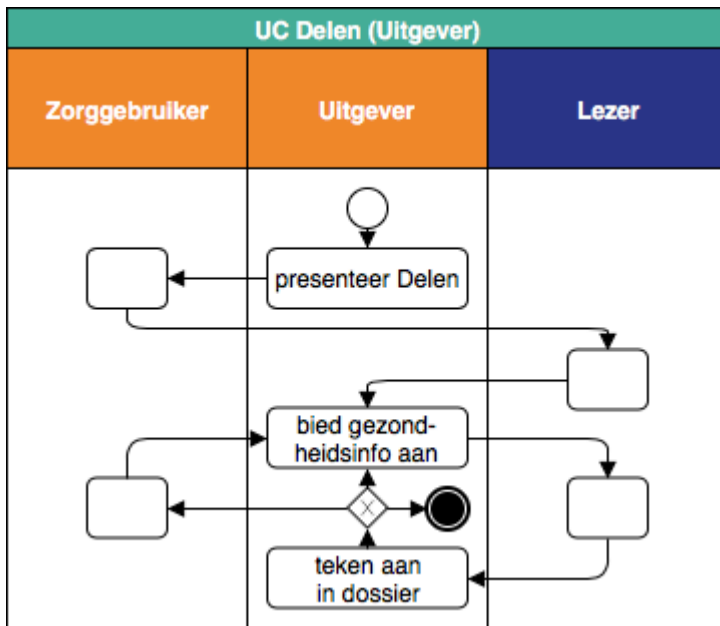 UC Delen (Uitgever)
Zorggebruiker
Uitgever
Lezer
presenteer Delen
bied gezond-
heidsinfo aan
X
teken aan
in dossier